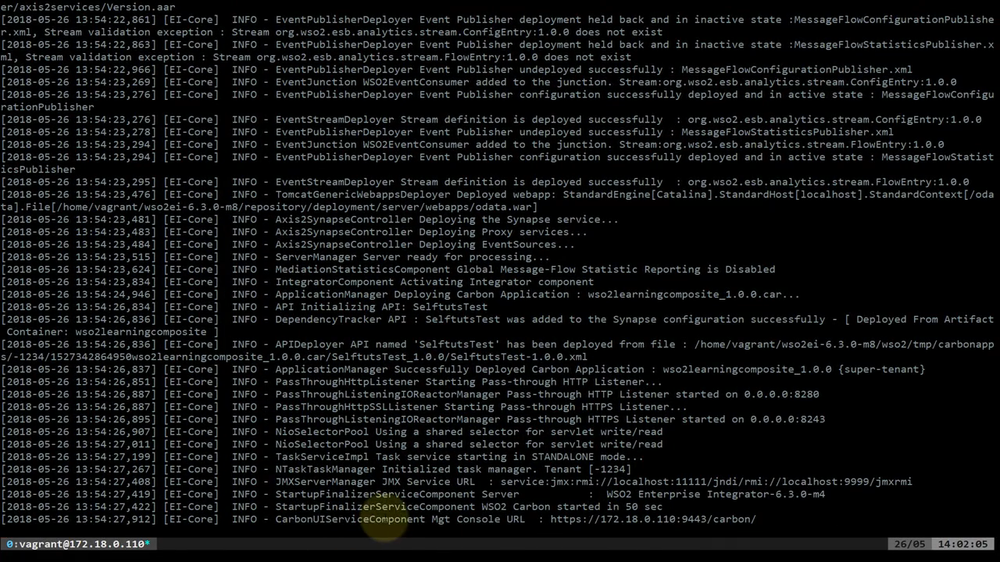 er/axis2services/Version.aar
[2018-05-26 13:54:22,861] [EI-Core]  INFO - EventPublisherDeployer Event Publisher deployment held back and in inactive state :MessageFlowConfigurationPublishe
r.xml, Stream validation exception : Stream org.wso2.esb.analytics.stream.ConfigEntry:1.0.0 does not exist
[2018-05-26 13:54:22,863] [EI-Core]  INFO - EventPublisherDeployer Event Publisher deployment held back and in inactive state :MessageFlowStatisticsPublisher.x
ml, Stream validation exception : Stream org.wso2.esb.analytics.stream.FlowEntry:1.0.0 does not exist
[2018-05-26 13:54:22,966] [EI-Core]  INFO - EventPublisherDeployer Event Publisher undeployed successfully : MessageFlowConfigurationPublisher.xml
[2018-05-26 13:54:23,269] [EI-Core]  INFO - EventJunction WSO2EventConsumer added to the junction. Stream:org.wso2.esb.analytics.stream.ConfigEntry:1.0.0
[2018-05-26 13:54:23,276] [EI-Core]  INFO - EventPublisherDeployer Event Publisher configuration successfully deployed and in active state : MessageFlowConfigu
rationPublisher
[2018-05-26 13:54:23,276] [EI-Core]  INFO - EventStreamDeployer Stream definition is deployed successfully  : org.wso2.esb.analytics.stream.ConfigEntry:1.0.0
[2018-05-26 13:54:23,278] [EI-Core]  INFO - EventPublisherDeployer Event Publisher undeployed successfully : MessageFlowStatisticsPublisher.xml
[2018-05-26 13:54:23,294] [EI-Core]  INFO - EventJunction WSO2EventConsumer added to the junction. Stream:org.wso2.esb.analytics.stream.FlowEntry:1.0.0
[2018-05-26 13:54:23,294] [EI-Core]  INFO - EventPublisherDeployer Event Publisher configuration successfully deployed and in active state : MessageFlowStatist
icsPublisher
[2018-05-26 13:54:23,295] [EI-Core]  INFO - EventStreamDeployer Stream definition is deployed successfully  : org.wso2.esb.analytics.stream.FlowEntry:1.0.0
[2018-05-26 13:54:23,476] [EI-Core]  INFO - TomcatGenericWebappsDeployer Deployed webapp: StandardEngine[Catalina].StandardHost[localhost].StandardContext[/oda
ta].File[/home/vagrant/wso2ei-6.3.0-m8/repository/deployment/server/webapps/odata.war]
[2018-05-26 13:54:23,481] [EI-Core]  INFO - Axis2SynapseController Deploying the Synapse service...
[2018-05-26 13:54:23,483] [EI-Core]  INFO - Axis2SynapseController Deploying Proxy services...
[2018-05-26 13:54:23,484] [EI-Core]  INFO - Axis2SynapseController Deploying EventSources...
[2018-05-26 13:54:23,515] [EI-Core]  INFO - ServerManager Server ready for processing...
[2018-05-26 13:54:23,624] [EI-Core]  INFO - MediationStatisticsComponent Global Message-Flow Statistic Reporting is Disabled
[2018-05-26 13:54:23,834] [EI-Core]  INFO - IntegratorComponent Activating Integrator component
[2018-05-26 13:54:24,946] [EI-Core]  INFO - ApplicationManager Deploying Carbon Application : wso2learningcomposite_1.0.0.car...
[2018-05-26 13:54:26,834] [EI-Core]  INFO - API Initializing API: SelftutsTest
[2018-05-26 13:54:26,836] [EI-Core]  INFO - DependencyTracker API : SelftutsTest was added to the Synapse configuration successfully - [ Deployed From Artifact
 Container: wso2learningcomposite ]
[2018-05-26 13:54:26,836] [EI-Core]  INFO - APIDeployer API named 'SelftutsTest' has been deployed from file : /home/vagrant/wso2ei-6.3.0-m8/wso2/tmp/carbonapp
s/-1234/1527342864950wso2learningcomposite_1.0.0.car/SelftutsTest_1.0.0/SelftutsTest-1.0.0.xml
[2018-05-26 13:54:26,837] [EI-Core]  INFO - ApplicationManager Successfully Deployed Carbon Application : wso2learningcomposite_1.0.0 {super-tenant}
[2018-05-26 13:54:26,851] [EI-Core]  INFO - PassThroughHttpListener Starting Pass-through HTTP Listener...
[2018-05-26 13:54:26,887] [EI-Core]  INFO - PassThroughListeningIOReactorManager Pass-through HTTP Listener started on 0.0.0.0:8280
[2018-05-26 13:54:26,887] [EI-Core]  INFO - PassThroughHttpSSLListener Starting Pass-through HTTPS Listener...
[2018-05-26 13:54:26,895] [EI-Core]  INFO - PassThroughListeningIOReactorManager Pass-through HTTPS Listener started on 0.0.0.0:8243
[2018-05-26 13:54:26,907] [EI-Core]  INFO - NioSelectorPool Using a shared selector for servlet write/read
[2018-05-26 13:54:27,011] [EI-Core]  INFO - NioSelectorPool Using a shared selector for servlet write/read
[2018-05-26 13:54:27,199] [EI-Core]  INFO - TaskServiceImpl Task service starting in STANDALONE mode...
[2018-05-26 13:54:27,267] [EI-Core]  INFO - NTaskTaskManager Initialized task manager. Tenant [-1234]
[2018-05-26 13:54:27,408] [EI-Core]  INFO - JMXServerManager JMX Service URL  : service:jmx:rmi://localhost:11111/jndi/rmi://localhost:9999/jmxrmi
[2018-05-26 13:54:27,419] [EI-Core]  INFO - StartupFinalizerServiceComponent Server           :  WSO2 Enterprise Integrator-6.3.0-m4
[2018-05-26 13:54:27,422] [EI-Core]  INFO - StartupFinalizerServiceComponent WSO2 Carbon started in 50 sec
[2018-05-26 13:54:27,912] [EI-Core]  INFO - CarbonUIServiceComponent Mgt Console URL  : https://172.18.0.110:9443/carbon/
0:vagrant@172.18.0.110* 26/05 14:02:05